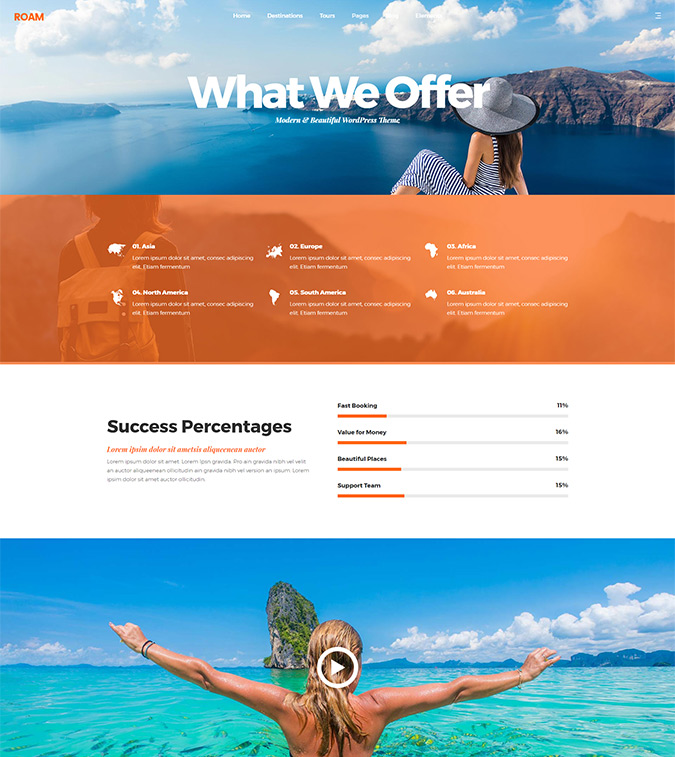 ROAM
Home Destinations Tours Pages
What We Offer
Modern & Beautiful WordPress Theme
01. Asia
Lorem ipsum dolor sit amet, consec adipiscing
elit. Etiam fermentum
02. Europe
Lorem ipsum dolor sit amet, consec adipiscing
elit. Etiam fermentum
03. Africa
Lorem ipsum dolor sit amet, consec adipiscing
elit. Etiam fermentum
04. North America
Lorem ipsum dolor sit amet, consec adipiscing
elit. Etiam fermentum
05. South America
Lorem ipsum dolor sit amet, consec adipiscing
elit. Etiam fermentum
06. Australia
Lorem ipsum dolor sit amet, consec adipiscing
elit. Etiam fermentum
Success Percentages
Lorem ipsum dolor sit ametsis aliqueenean auctor
Lorem ipsum dolor sit amet. Lorem ipsn gravida. Pro ain gravida nibh vel
an auctor aliqueenean ollicitudin ain gravida nibh vel version an ipsum. Lorem
ipsum dolor sit amet auctor ollicitudin.
Fast Booking 11%
Value for Money 16%
Beautiful Places 15%
Support Team 15%